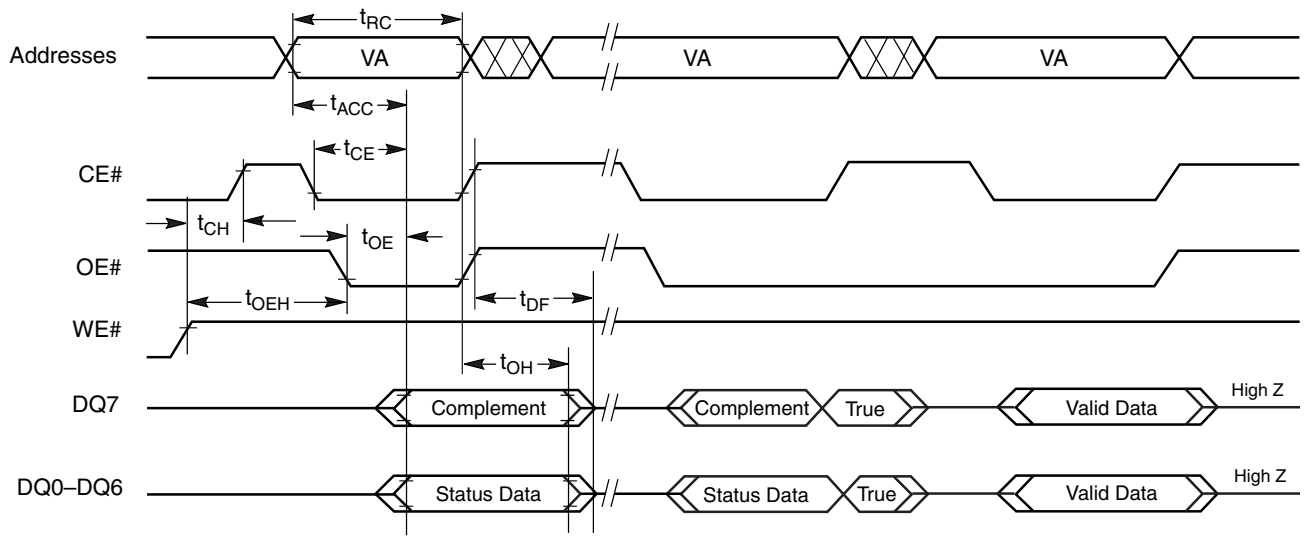 tRC
Addresses VA VA VA
tACC
tCE
CE#
tCH tOE
OE#
tOEH tDF
WE#
tOH
DQ7 Complement Complement True Valid Data High Z
DQ0–DQ6 Status Data Status Data True Valid Data High Z